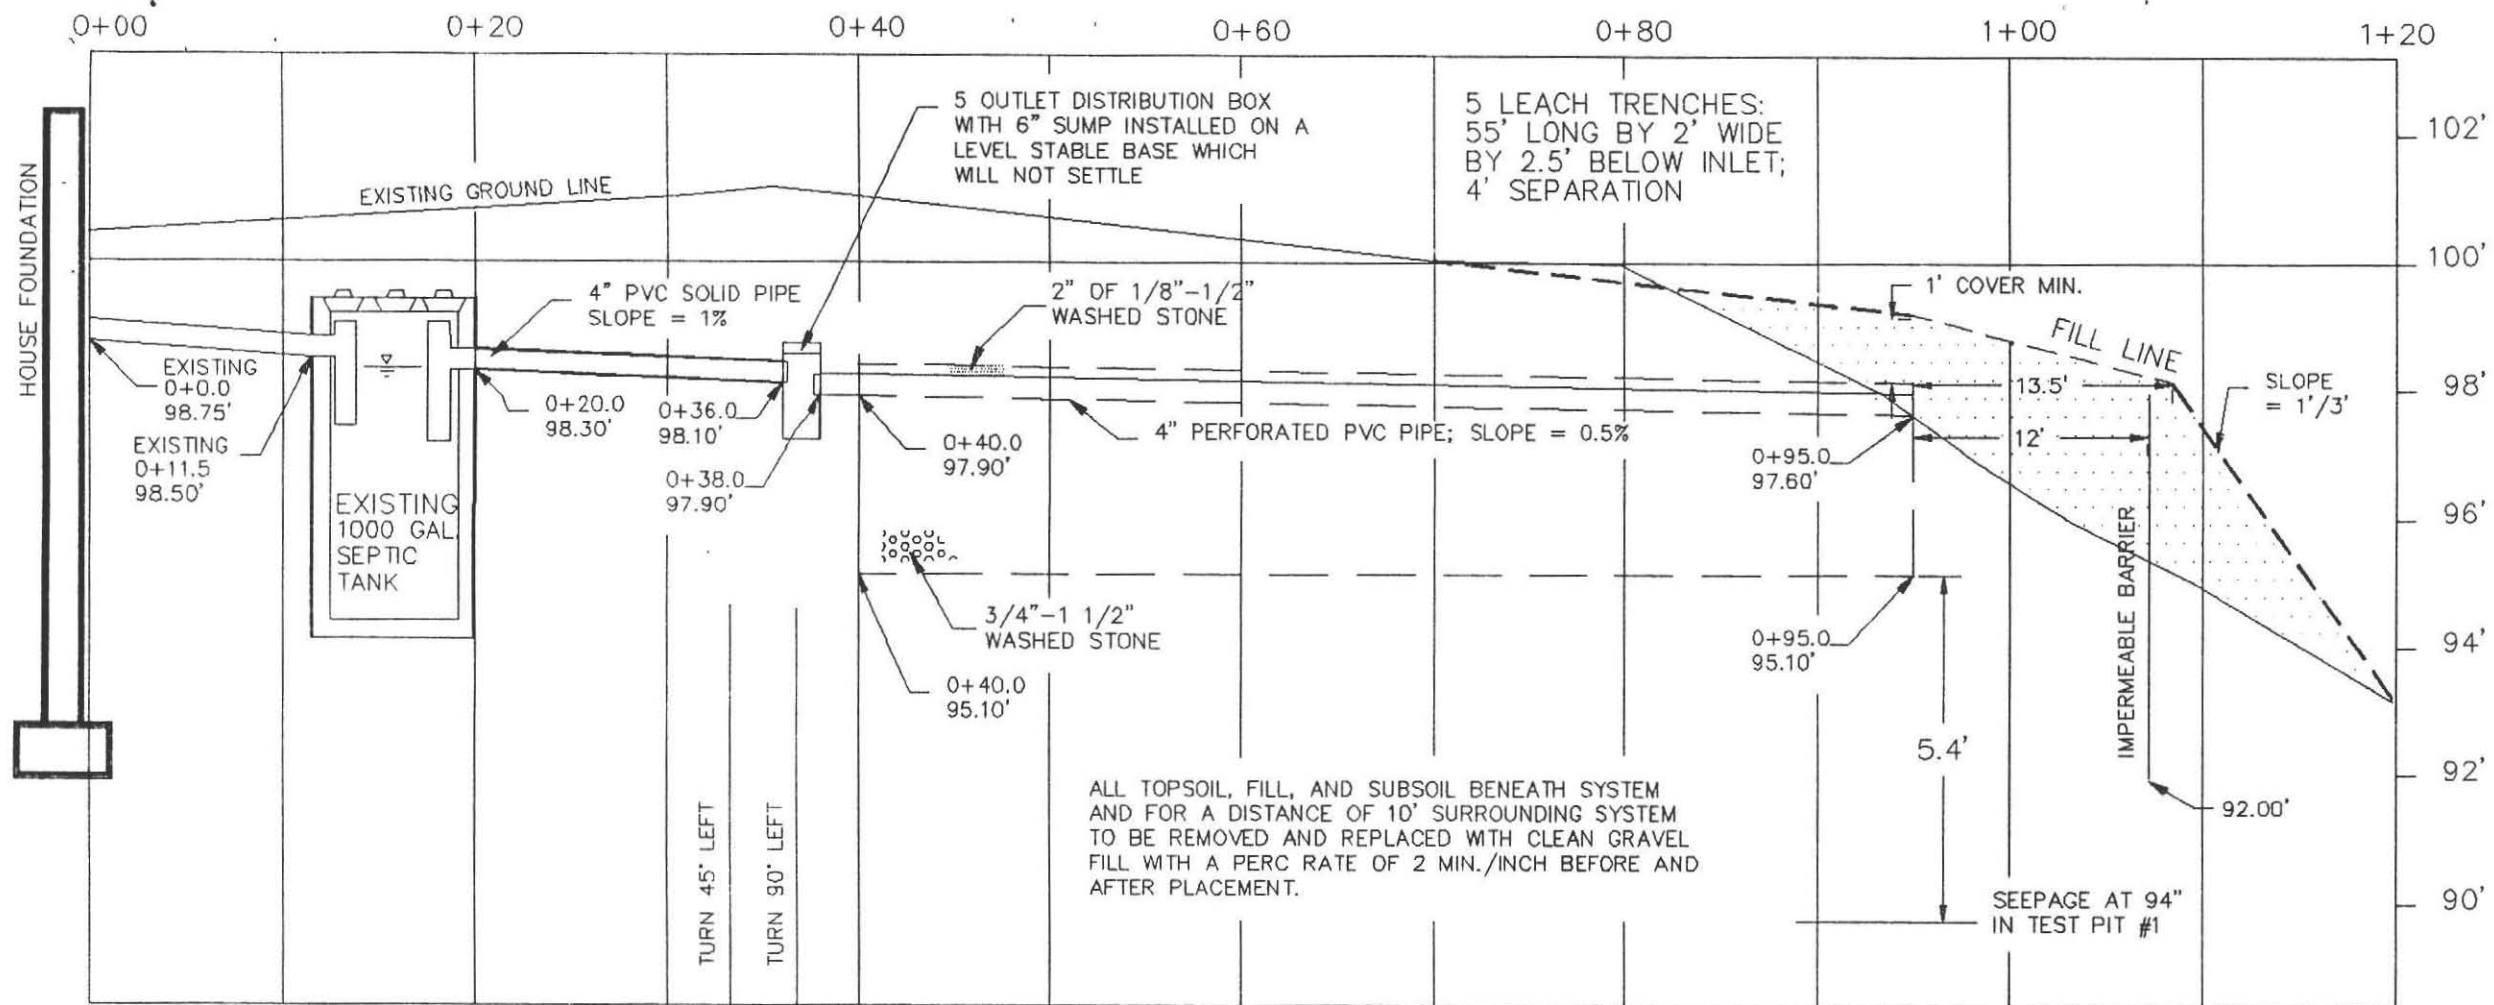 0+00 0+20 0+40 0+60 0+80 1+00 1+20
5 OUTLET DISTRIBUTION BOX
WITH 6" SUMP INSTALLED ON A
LEVEL STABLE BASE WHICH
WILL NOT SETTLE
5 LEACH TRENCHES:
55' LONG BY 2' WIDE
BY 2.5' BELOW INLET;
4' SEPARATION
102'
100'
98'
96'
94'
92'
90'
HOUSE FOUNDATION
EXISTING GROUND LINE
4" PVC SOLID PIPE
SLOPE = 1%
2" OF 1/8"-1/2"
WASHED STONE
1' COVER MIN.
FILL LINE
SLOPE
= 1'/3'
13.5'
12'
EXISTING
0+0.0
98.75'
EXISTING
0+11.5
98.50'
0+20.0
98.30'
0+36.0
98.10'
0+38.0
97.90'
0+40.0
97.90'
4" PERFORATED PVC PIPE; SLOPE = 0.5%
0+95.0
97.60'
EXISTING
1000 GAL.
SEPTIC
TANK
3/4"-1 1/2"
WASHED STONE
0+40.0
95.10'
0+95.0
95.10'
5.4'
IMPERMEABLE BARRIER
92.00'
TURN 45° LEFT
TURN 90° LEFT
ALL TOPSOIL, FILL, AND SUBSOIL BENEATH SYSTEM
AND FOR A DISTANCE OF 10' SURROUNDING SYSTEM
TO BE REMOVED AND REPLACED WITH CLEAN GRAVEL
FILL WITH A PERC RATE OF 2 MIN./INCH BEFORE AND
AFTER PLACEMENT.
SEEPAGE AT 94"
IN TEST PIT #1